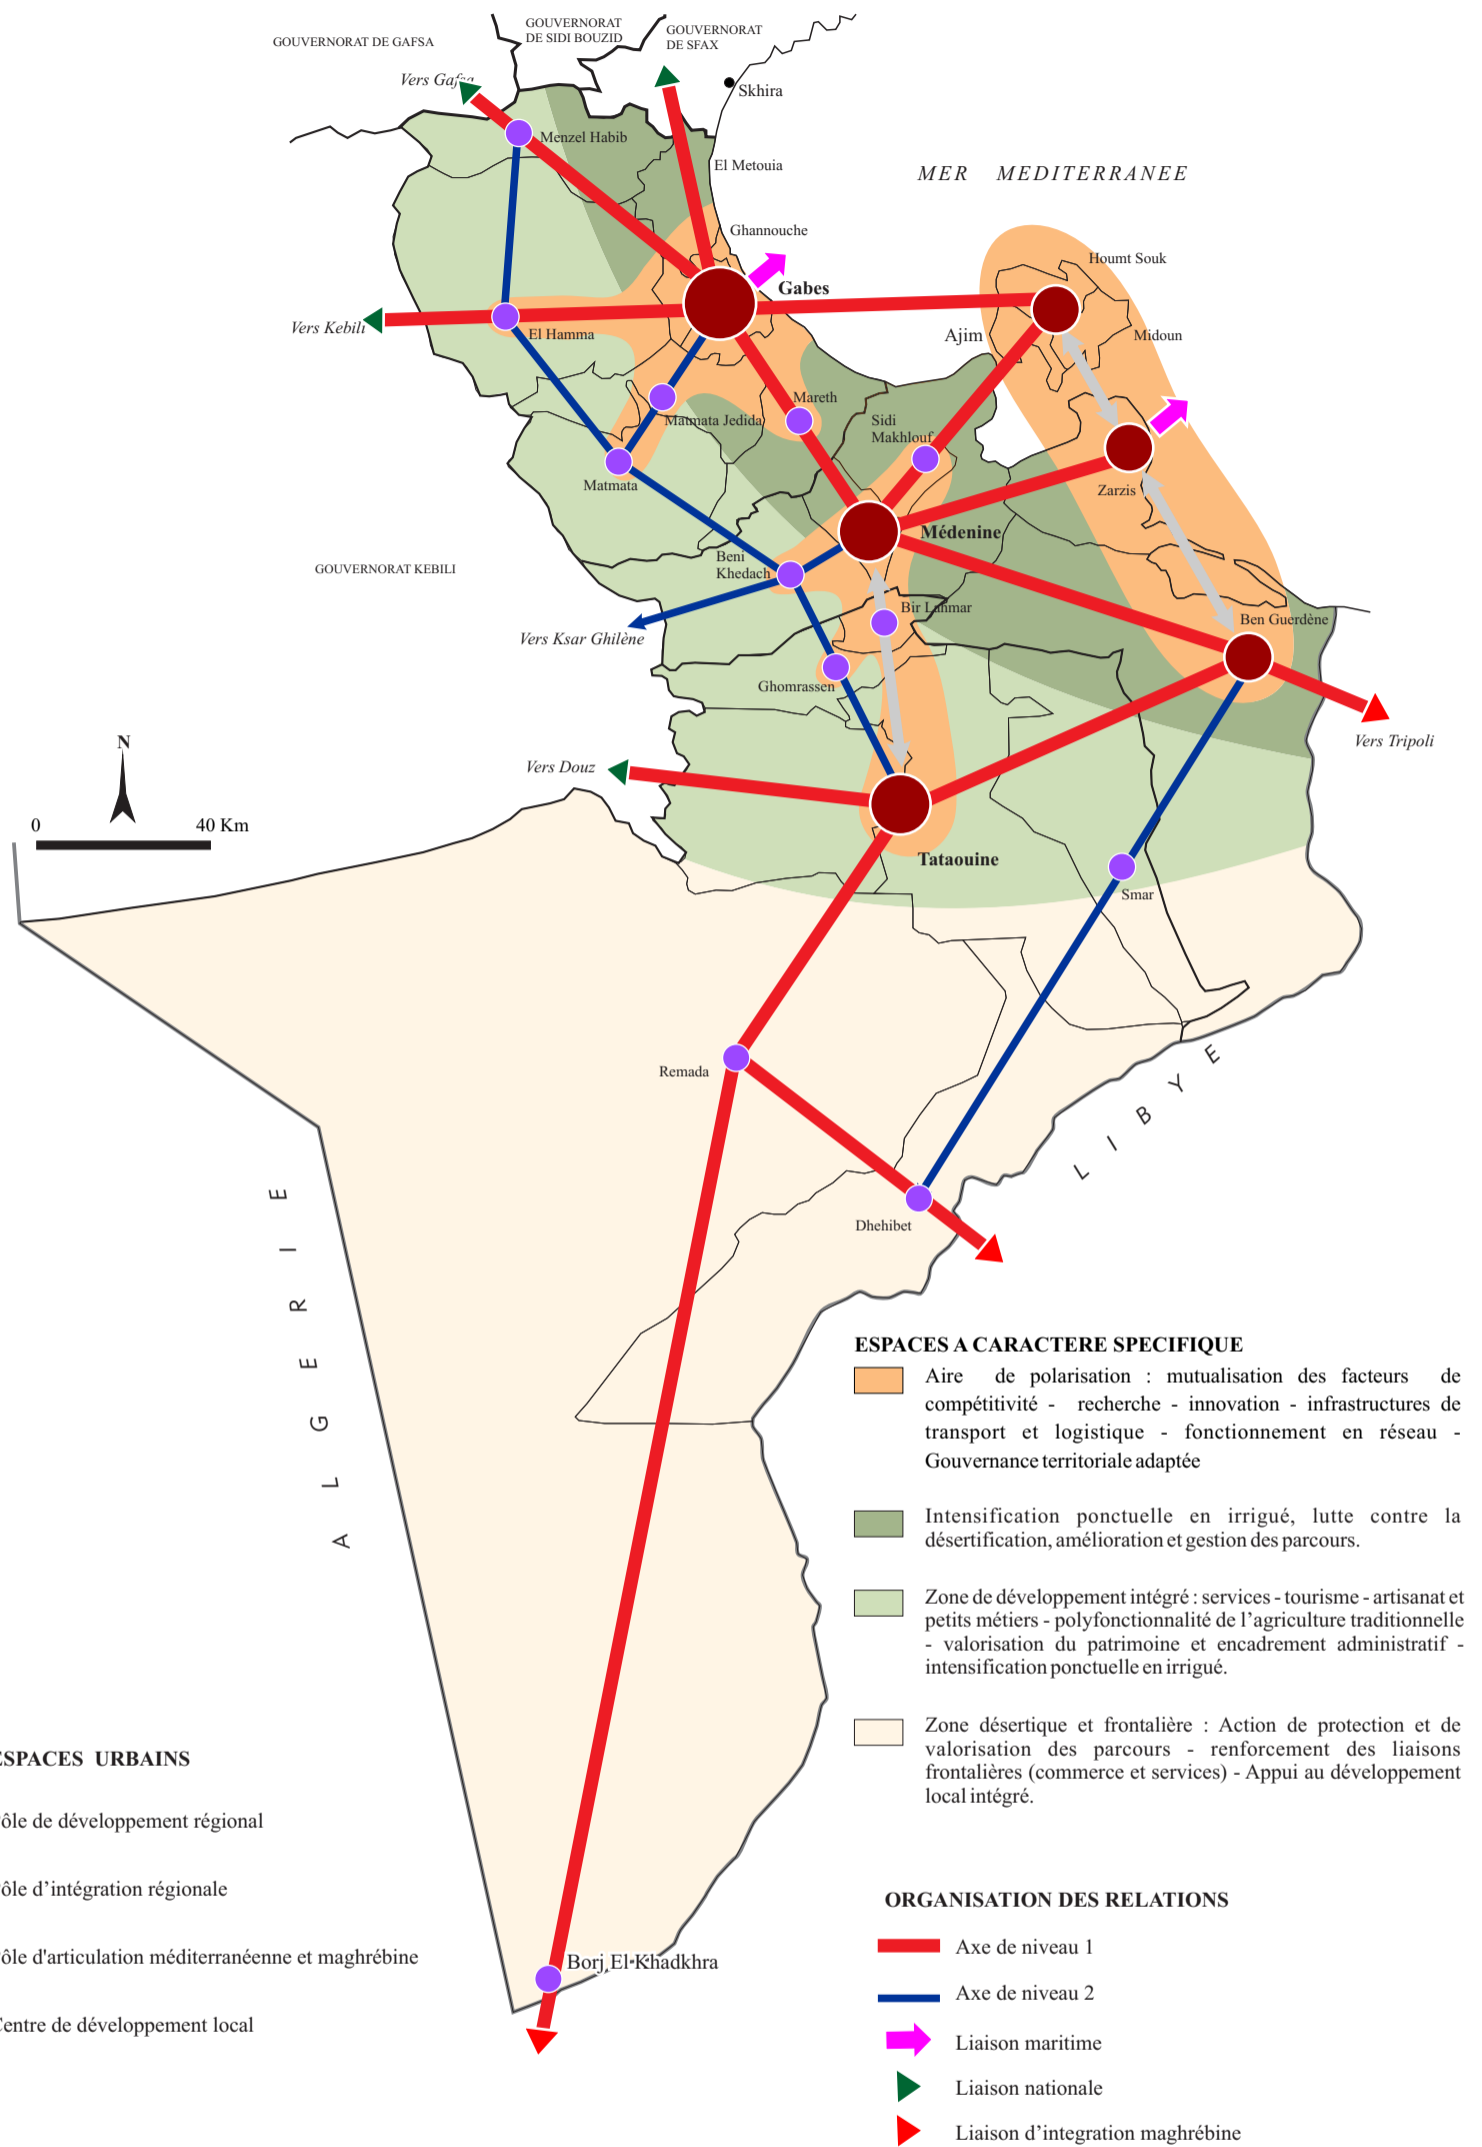 GOUVERNORAT DE GAFSA
GOUVERNORAT
DE SIDI BOUZID
GOUVERNORAT
DE SFAX
Vers Gafsa
Skhira
Menzel Habib
El Metouia
MER MEDITERRANEE
Ghannouche
Houmt Souk
Gabes
Vers Kebili
El Hamma
Ajim
Midoun
Mareth
Matmata Jedida
Sidi
Makhlouf
Matmata
Zarzis
Médenine
Beni
Khedach
GOUVERNORAT KEBILI
Bir Lahmar
Ben Guerdène
Vers Ksar Ghilène
Ghomrassen
Vers Tripoli
N
Vers Douz
0 40 Km
Tataouine
Smar
Remada
LIBYE
Dhehibet
ALGERIE
Borj El Khadkhra
ESPACES A CARACTERE SPECIFIQUE
Aire de polarisation : mutualisation des facteurs de
compétitivité - recherche - innovation - infrastructures de
transport et logistique - fonctionnement en réseau -
Gouvernance territoriale adaptée
Intensification ponctuelle en irrigué, lutte contre la
désertification, amélioration et gestion des parcours.
Zone de développement intégré : services - tourisme - artisanat et
petits métiers - polyfonctionnalité de l’agriculture traditionnelle
- valorisation du patrimoine et encadrement administratif -
intensification ponctuelle en irrigué.
Zone désertique et frontalière : Action de protection et de
valorisation des parcours - renforcement des liaisons
frontalières (commerce et services) - Appui au développement
local intégré.
ESPACES URBAINS
ôle de développement régional
ôle d’intégration régionale
ôle d'articulation méditerranéenne et maghrébine
Centre de développement local
ORGANISATION DES RELATIONS
Axe de niveau 1
Axe de niveau 2
Liaison maritime
Liaison nationale
Liaison d’integration maghrébine